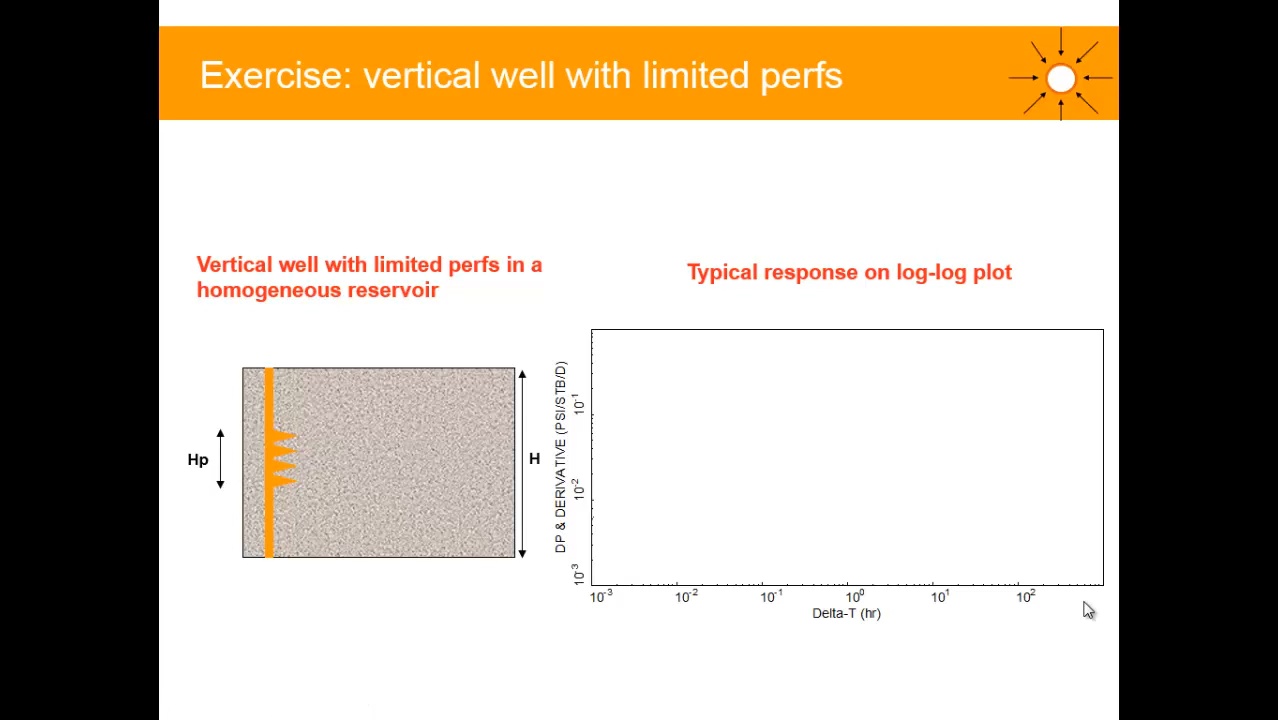 Exercise: vertical well with limited perfs
Vertical well with limited perfs in a
homogeneous reservoir
Typical response on log-log plot
Hp
H
DP & DERIVATIVE (PSI/STB/D)
10-1
10-2
10-3
10-3 10-2 10-1 100 101 102
Delta-T (hr)